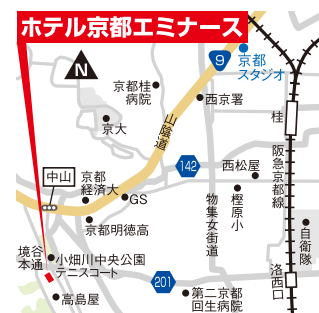 ホテル京都エミナース
N
9
京都
スタジオ
京都桂
病院
西京署
京大
山陰道
桂
142
西松屋
阪急京都線
中山
京都
経済大
GS
物集女街道
樫原小
京都明徳高
自衛隊
境谷
本通
小畑川中央公園
テニスコート
洛西口
201
高島屋
第二京都
回生病院